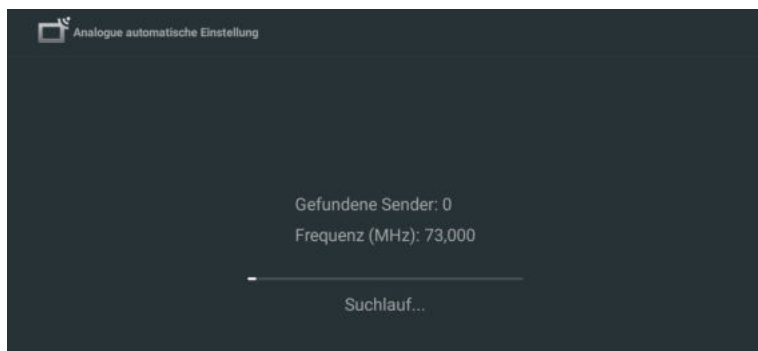 Analogue automatische Einstellung
Gefundene Sender: 0
Frequenz (MHz): 73,000
Suchlauf...